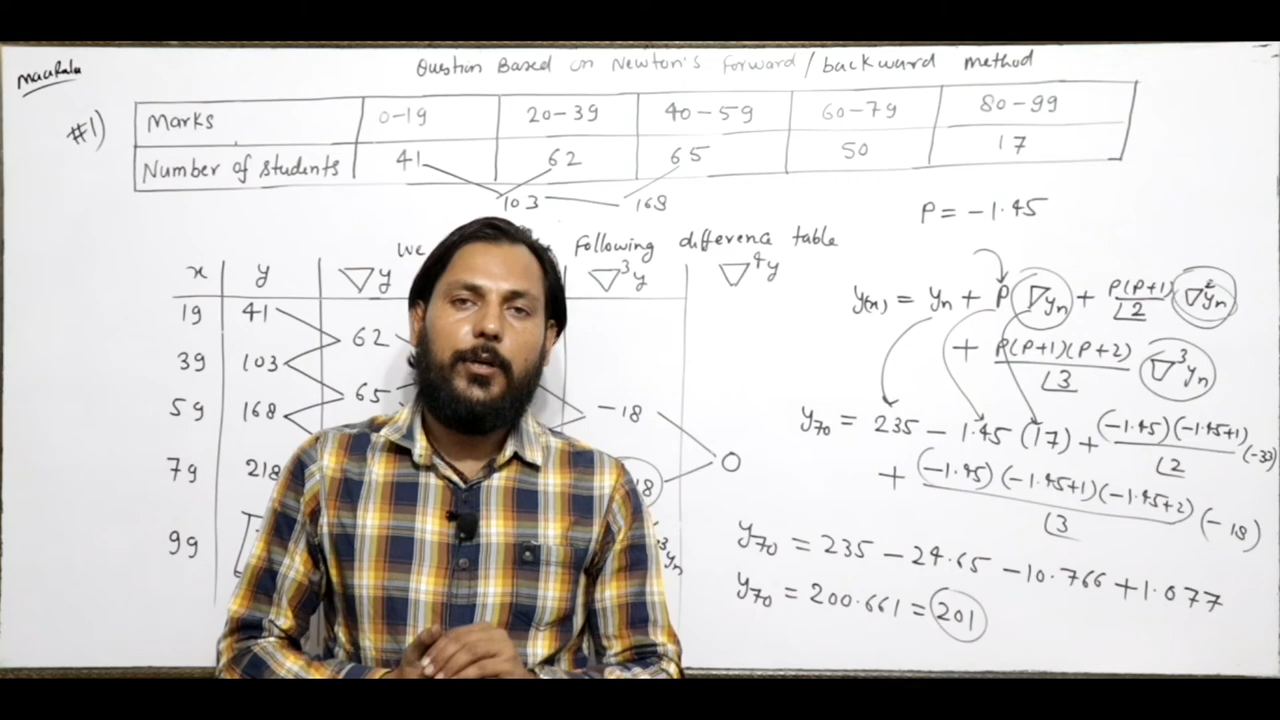 maurala
Question Based on Newton's Forward/backward method
#1) Marks 0-19 20-39 40-59 60-79 80-99
Number of students 41 62 65 50 17
103 168
P = -1.45
We Following difference table
x y ▽y ▽³y ▽⁴y
19 41
62
39 103
65
59 168 -18
0
79 218 18
99
³yn
y(x) = yn + P ▽yn + P(P+1)/⌊2 ▽²yn
+ P(P+1)(P+2)/⌊3 ▽³yn
y70 = 235 - 1.45(17) + (-1.45)(-1.45+1)/⌊2 (-33)
+ (-1.45)(-1.45+1)(-1.45+2)/⌊3 (-18)
y70 = 235 - 24.65 - 10.766 + 1.077
y70 = 200.661 = 201